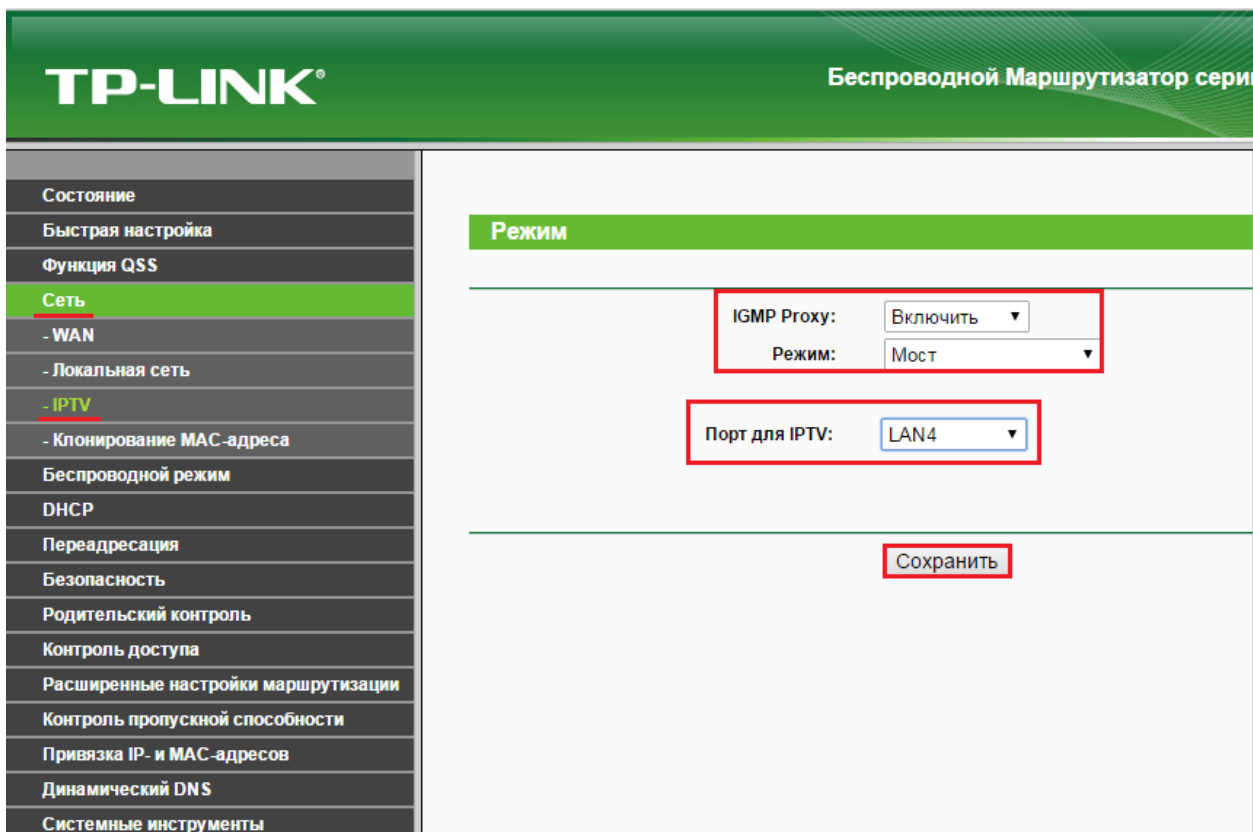 TP-LINK®
Беспроводной Маршрутизатор
Состояние
Быстрая настройка
Функция QSS
Сеть
- WAN
- Локальная сеть
- IPTV
- Клонирование MAC-адреса
Беспроводной режим
DHCP
Переадресация
Безопасность
Родительский контроль
Контроль доступа
Расширенные настройки маршрутизации
Контроль пропускной способности
Привязка IP- и MAC-адресов
Динамический DNS
Системные инструменты
Режим
IGMP Proxy: Включить
Режим: Мост
Порт для IPTV: LAN4
Сохранить